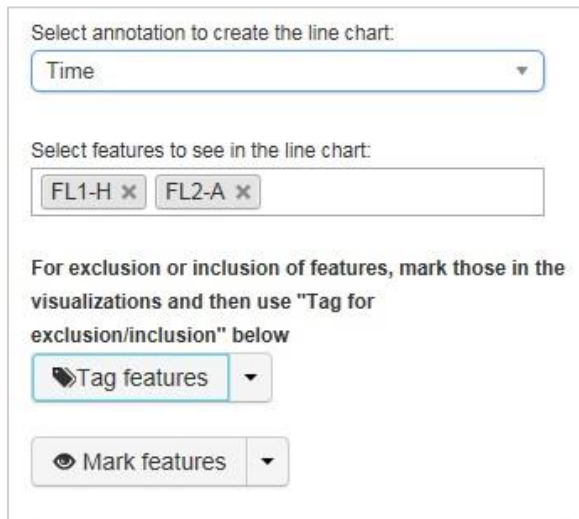 Select annotation to create the line chart:
Time
Select features to see in the line chart:
FL1-H × FL2-A ×
For exclusion or inclusion of features, mark those in the
visualizations and then use "Tag for
exclusion/inclusion" below
Tag features
Mark features